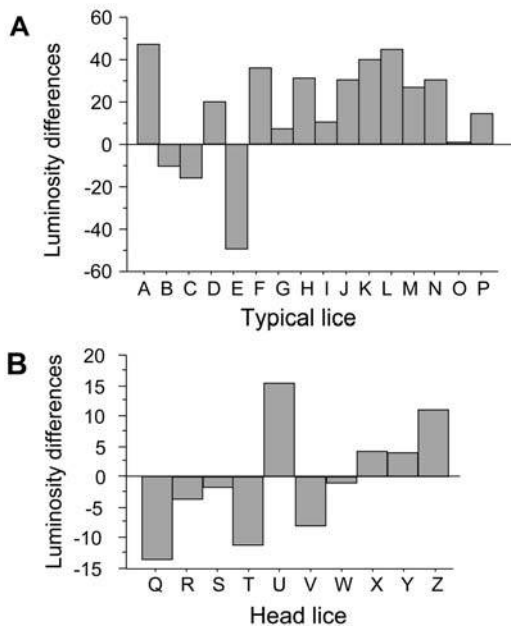 A
Luminosity differences
60
40
20
0
-20
-40
-60
A B C D E F G H I J K L M N O P
Typical lice
B
Luminosity differences
20
15
10
5
0
-5
-10
-15
Q R S T U V W X Y Z
Head lice